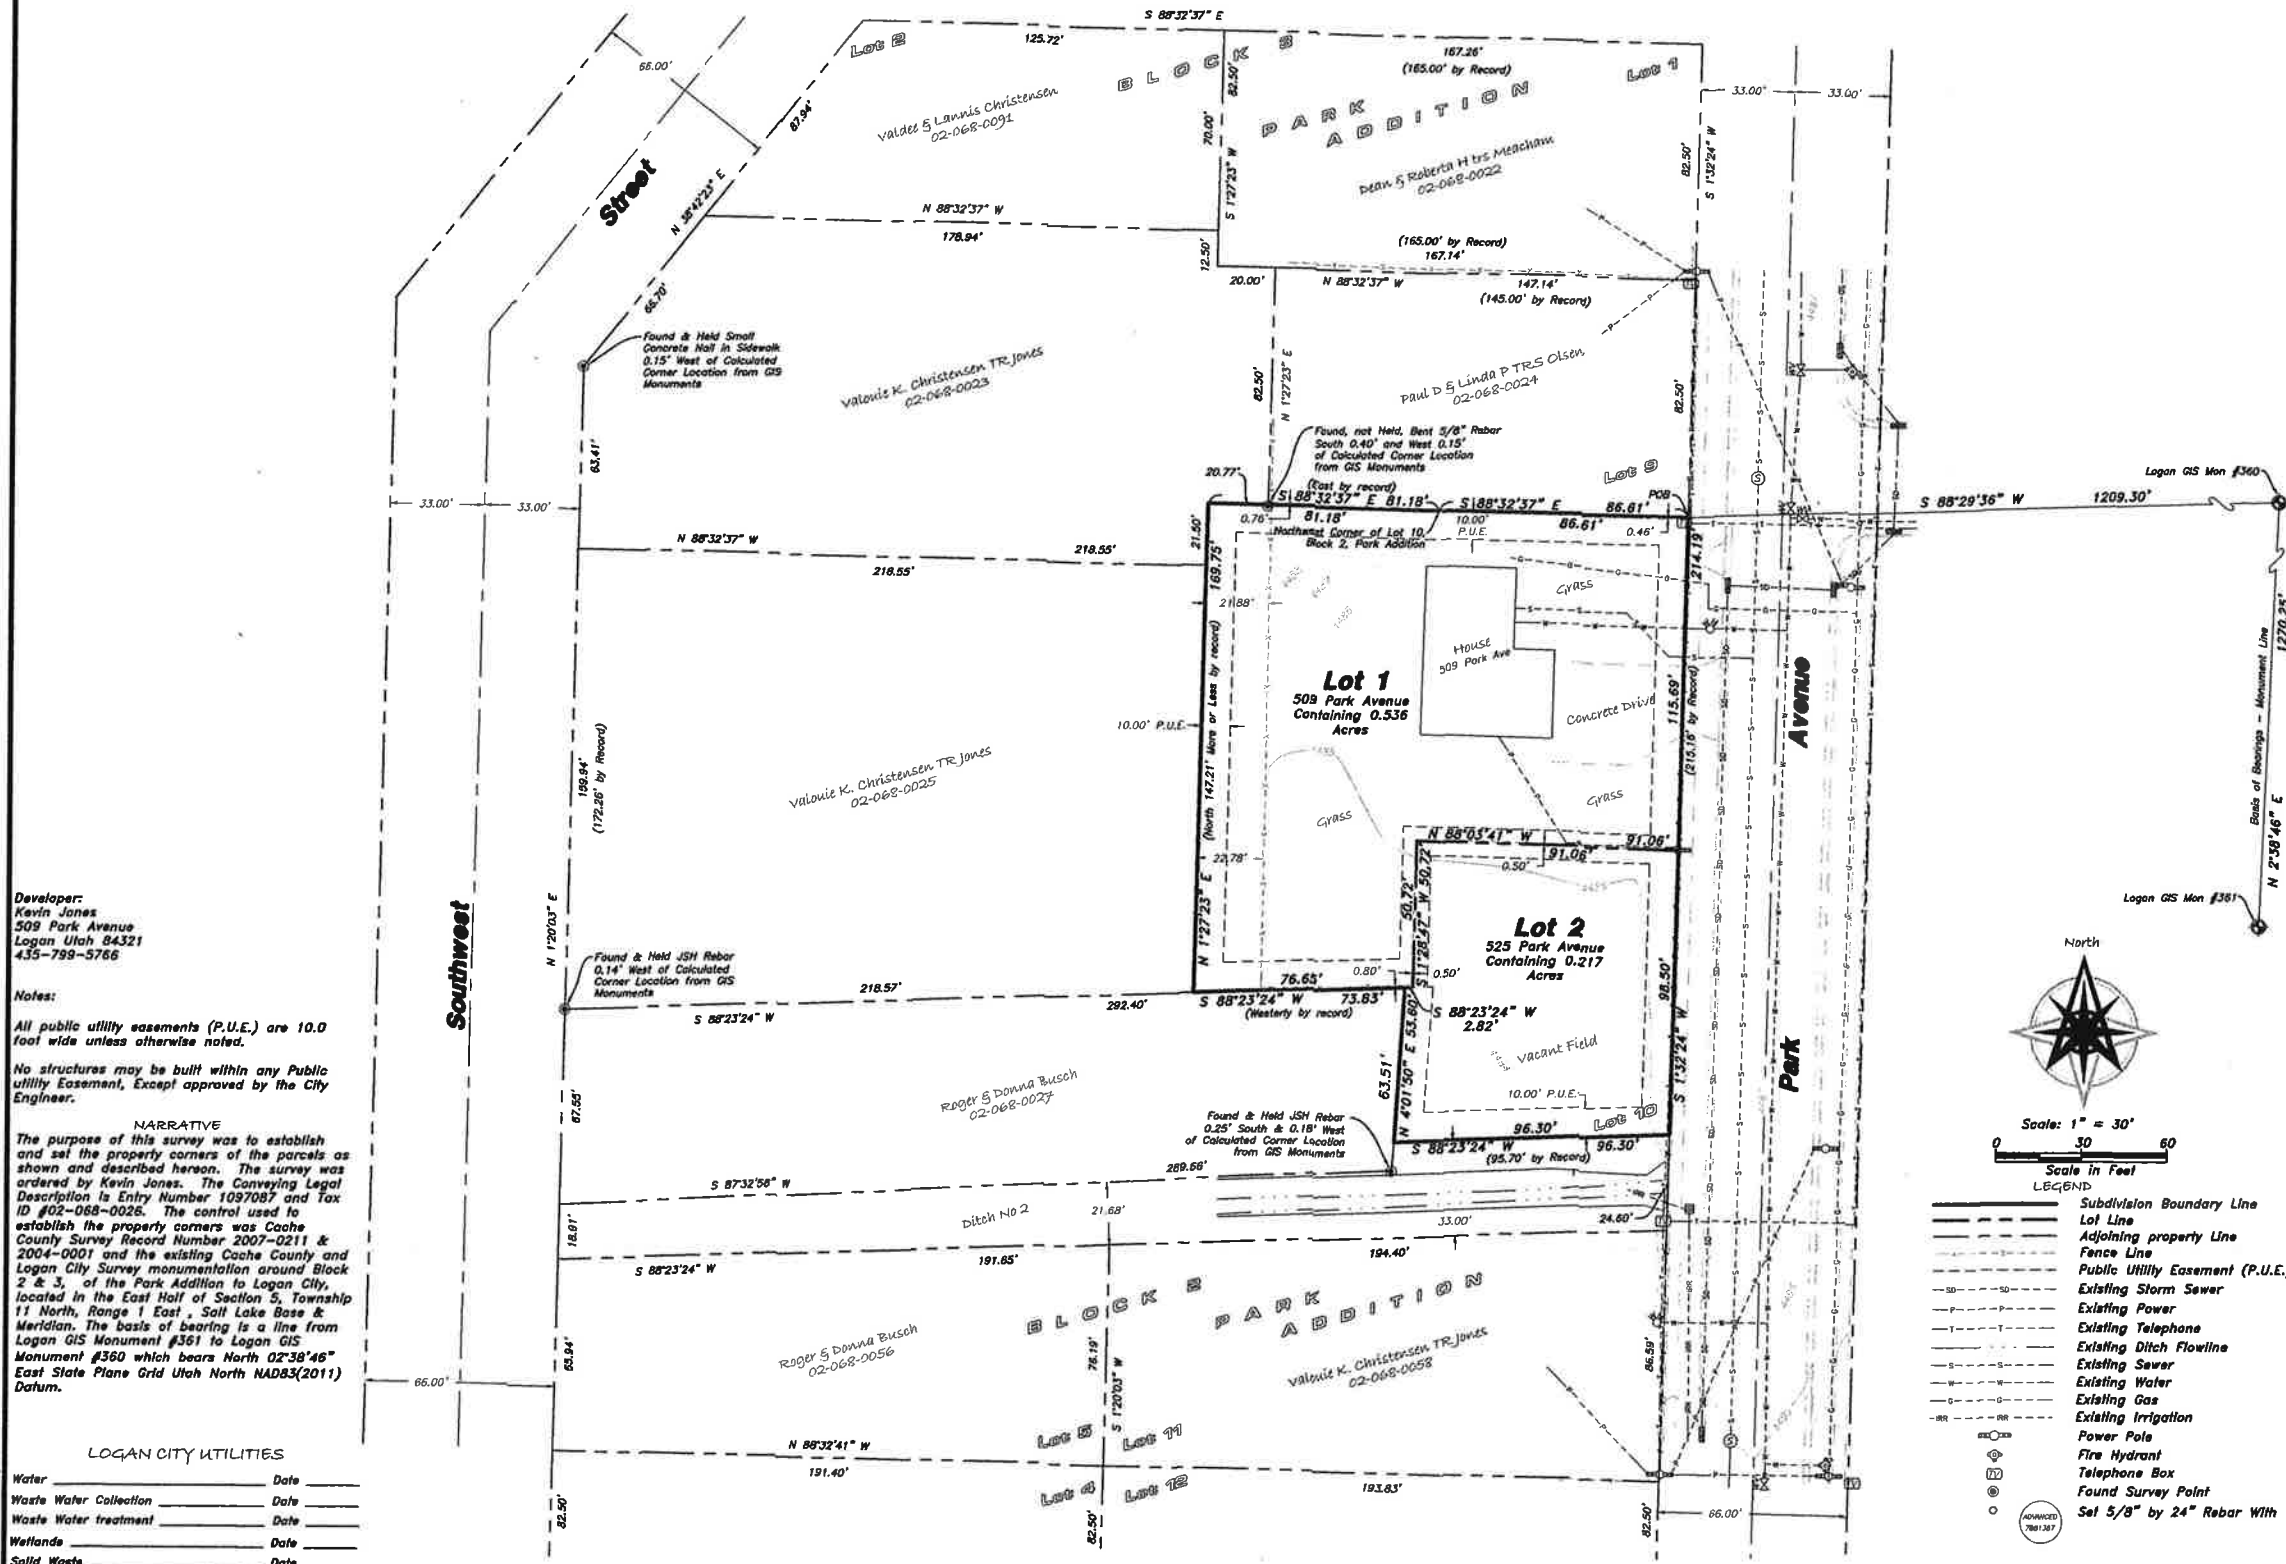 S 88°32'37" E
125.72'
167.26'
(165.00' by Record)
Lot 2
BLOCK 3
PARK
ADDITION
Lot 1
66.00'
87.94'
82.50'
70.00'
S 1°27'23" W
33.00'
33.00'
82.50'
S 1°32'24" W
Valdee & Lannis Christensen
02-068-0091
Dean & Roberta H trs Meacham
02-068-0022
Street
N 38°42'23" E
N 88°32'37" W
178.94'
12.50'
(165.00' by Record)
167.14'
20.00'
N 88°32'37" W
147.14'
(145.00' by Record)
66.70'
Found & Held Small
Concrete Nail in Sidewalk
0.15' West of Calculated
Corner Location from GIS
Monuments
Valouie K. Christensen TR Jones
02-068-0023
82.50'
N 1°27'23" E
Paul D & Linda P TRS Olsen
02-068-0024
82.50'
63.41'
Found, not Held, Bent 5/8" Rebar
South 0.40' and West 0.15'
of Calculated Corner Location
from GIS Monuments
Lot 9
20.77'
(East by record)
S 88°32'37" E 81.18'
S 88°32'37" E 86.61'
POB
33.00'
33.00'
0.76'
81.18'
10.00'
P.U.E.
86.61'
0.46'
Northwest Corner of Lot 10,
Block 2, Park Addition
S 88°29'36" W 1209.30'
Logan GIS Mon #360
21.50'
169.75'
214.19'
N 88°32'37" W
218.55'
218.55'
21.88'
Grass
House
509 Park Ave
Lot 1
509 Park Avenue
Containing 0.536
Acres
Concrete Drive
115.69'
(215.16' by Record)
Avenue
1270.25'
Basis of Bearings - Monument Line
N 2°38'46" E
10.00' P.U.E.
(North 147.21' More or Less by record)
159.94'
(172.26' by Record)
Valouie K. Christensen TR Jones
02-068-0025
Grass
Grass
22.78'
N 1°27'23" E
N 88°03'41" W
91.06'
91.06'
0.50'
50.72'
S 1°28'47" W 50.72'
Logan GIS Mon #361
Developer:
Kevin Jones
509 Park Avenue
Logan Utah 84321
435-799-5766
Southwest
N 1°20'03" E
Lot 2
525 Park Avenue
Containing 0.217
Acres
98.50'
North
Found & Held JSH Rebar
0.14' West of Calculated
Corner Location from GIS
Monuments
0.80'
0.50'
76.65'
218.57'
292.40'
S 88°23'24" W 73.83'
(Westerly by record)
S 88°23'24" W
S 88°23'24" W
2.82'
Notes:
All public utility easements (P.U.E.) are 10.0
foot wide unless otherwise noted.
No structures may be built within any Public
utility Easement, Except approved by the City
Engineer.
63.51'
N 4°01'50" E 53.60'
Vacant Field
10.00' P.U.E.
S 1°32'24" W
Park
67.55'
Roger & Donna Busch
02-068-0027
Found & Held JSH Rebar
0.25' South & 0.18' West
of Calculated Corner Location
from GIS Monuments
Lot 10
96.30'
S 88°23'24" W
96.30'
(95.70' by Record)
Scale: 1" = 30'
0 30 60
Scale in Feet
NARRATIVE
The purpose of this survey was to establish
and set the property corners of the parcels as
shown and described hereon. The survey was
ordered by Kevin Jones. The Conveying Legal
Description is Entry Number 1097087 and Tax
ID #02-068-0026. The control used to
establish the property corners was Cache
County Survey Record Number 2007-0211 &
2004-0001 and the existing Cache County and
Logan City Survey monumentation around Block
2 & 3, of the Park Addition to Logan City,
located in the East Half of Section 5, Township
11 North, Range 1 East , Salt Lake Base &
Meridian. The basis of bearing is a line from
Logan GIS Monument #361 to Logan GIS
Monument #360 which bears North 02°38'46"
East State Plane Grid Utah North NAD83(2011)
Datum.
S 87°32'58" W
289.66'
18.81'
Ditch No 2
21.68'
33.00'
24.60'
S 88°23'24" W
191.65'
194.40'
65.94'
66.00'
BLOCK 2
PARK
ADDITION
Roger & Donna Busch
02-068-0056
76.19'
S 1°20'03" W
Valouie K. Christensen TR Jones
02-068-0058
86.59'
Lot 5
Lot 11
N 88°32'41" W
191.40'
193.83'
Lot 4
Lot 12
82.50'
82.50'
82.50'
66.00'
LEGEND
Subdivision Boundary Line
Lot Line
Adjoining property Line
Fence Line
Public Utility Easement (P.U.E.
Existing Storm Sewer
Existing Power
Existing Telephone
Existing Ditch Flowline
Existing Sewer
Existing Water
Existing Gas
Existing Irrigation
Power Pole
Fire Hydrant
Telephone Box
Found Survey Point
Set 5/8" by 24" Rebar With
ADVANCED
LOGAN CITY UTILITIES
Water Date
Waste Water Collection Date
Waste Water treatment Date
Wetlands Date
Solid Waste Date